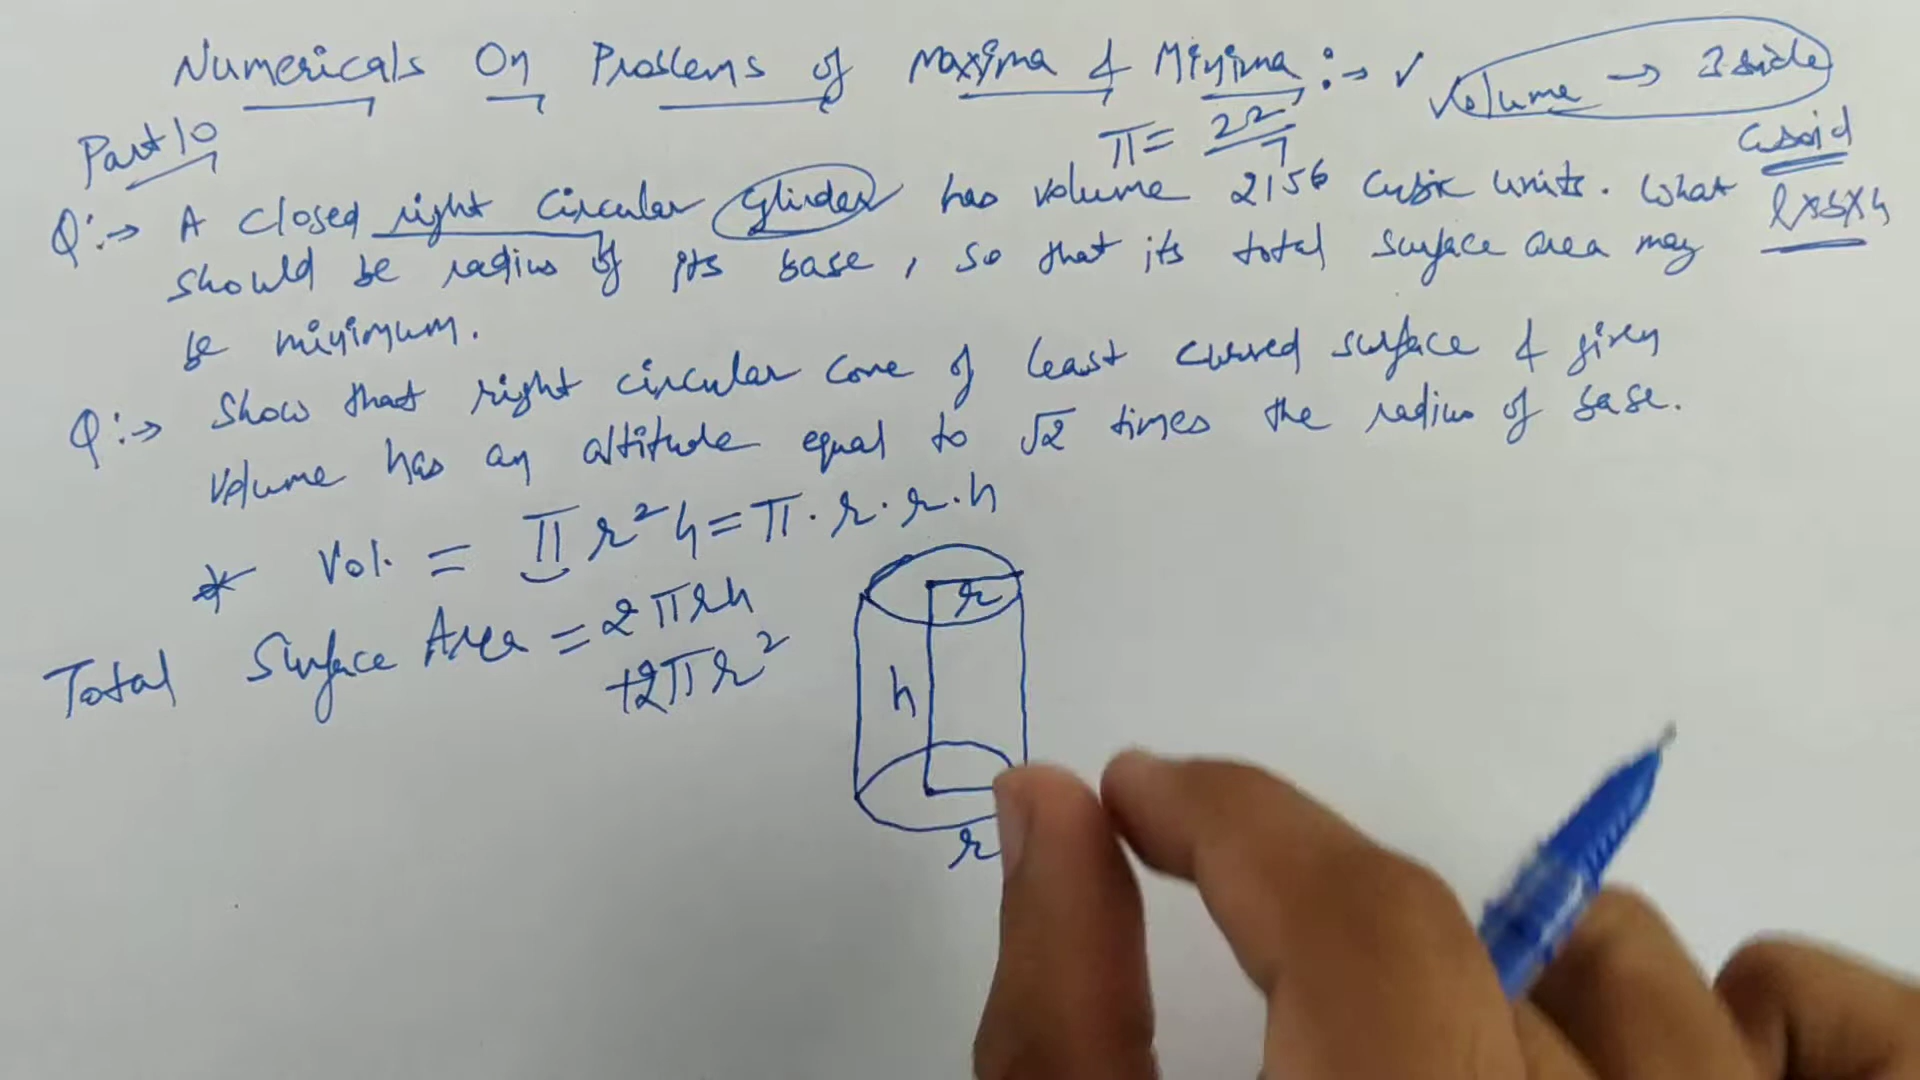 Numericals On Problems of Maxima & Minima :→ ✓
Volume → 3 side
Part 10
π = 22/7
Cuboid
l×b×h
Q:→ A closed right circular cylinder has volume 2156 cubic units. What
should be radius of its base, so that its total surface area may
be minimum.
Q:→ Show that right circular cone of least curved surface & given
volume has an altitude equal to √2 times the radius of base.
* Vol. = πr²h = π·r·r·h
Total Surface Area = 2πrh
+2πr²
r
h
r